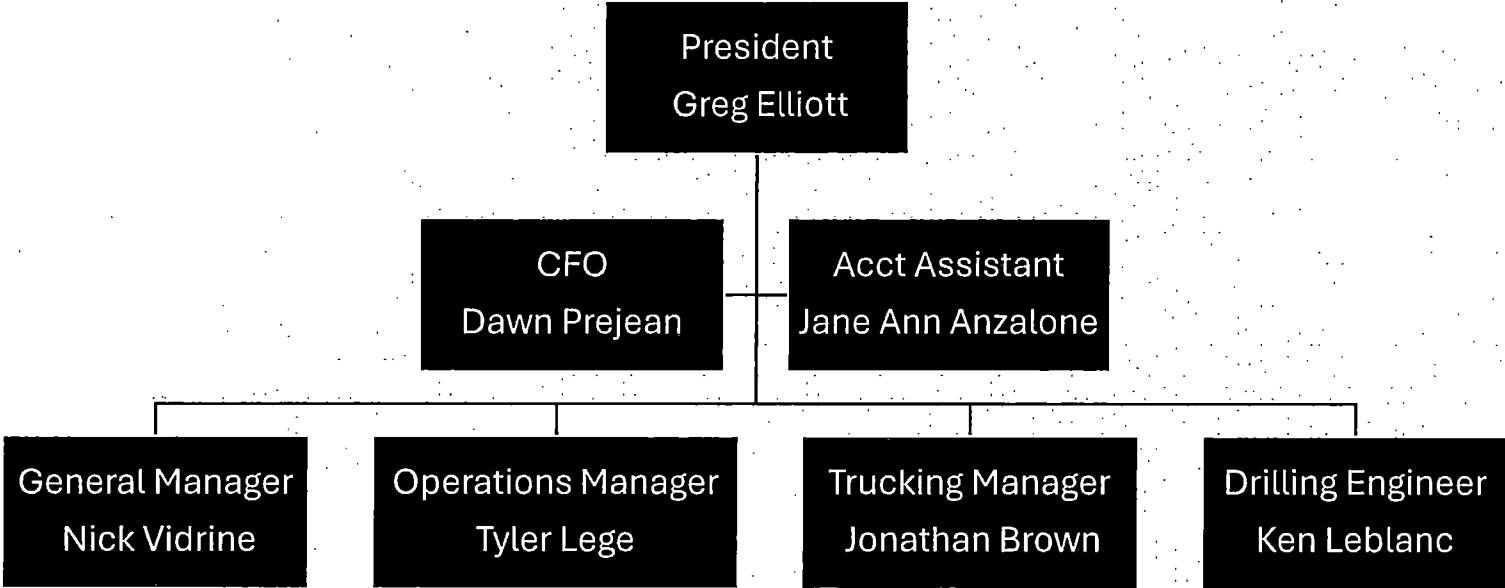 President
Greg Elliott
CFO
Dawn Prejean
Acct Assistant
Jane Ann Anzalone
General Manager
Nick Vidrine
Operations Manager
Tyler Lege
Trucking Manager
Jonathan Brown
Drilling Engineer
Ken Leblanc